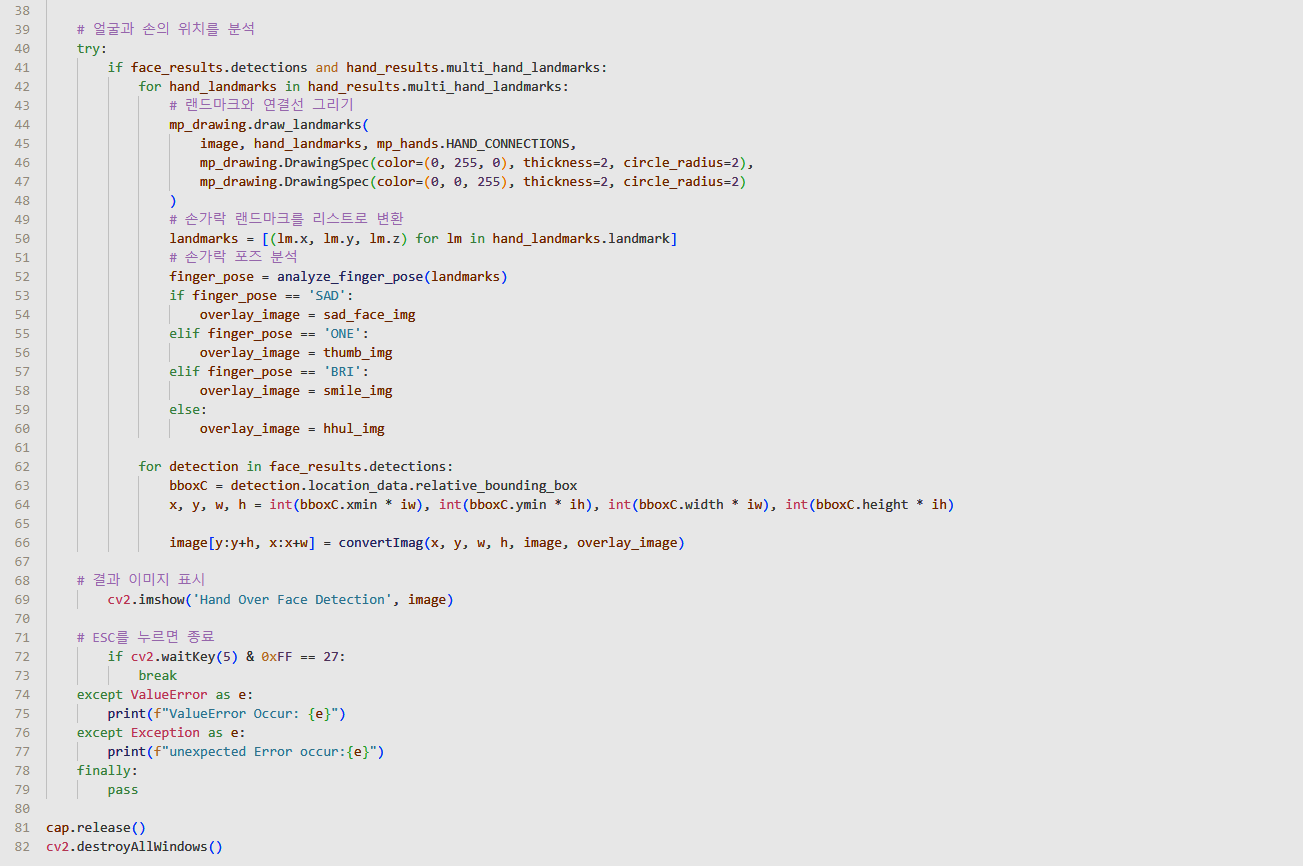 38
39 # 얼굴과 손의 위치를 분석
40 try:
41 if face_results.detections and hand_results.multi_hand_landmarks:
42 for hand_landmarks in hand_results.multi_hand_landmarks:
43 # 랜드마크와 연결선 그리기
44 mp_drawing.draw_landmarks(
45 image, hand_landmarks, mp_hands.HAND_CONNECTIONS,
46 mp_drawing.DrawingSpec(color=(0, 255, 0), thickness=2, circle_radius=2),
47 mp_drawing.DrawingSpec(color=(0, 0, 255), thickness=2, circle_radius=2)
48 )
49 # 손가락 랜드마크를 리스트로 변환
50 landmarks = [(lm.x, lm.y, lm.z) for lm in hand_landmarks.landmark]
51 # 손가락 포즈 분석
52 finger_pose = analyze_finger_pose(landmarks)
53 if finger_pose == 'SAD':
54 overlay_image = sad_face_img
55 elif finger_pose == 'ONE':
56 overlay_image = thumb_img
57 elif finger_pose == 'BRI':
58 overlay_image = smile_img
59 else:
60 overlay_image = hhul_img
61
62 for detection in face_results.detections:
63 bboxC = detection.location_data.relative_bounding_box
64 x, y, w, h = int(bboxC.xmin * iw), int(bboxC.ymin * ih), int(bboxC.width * iw), int(bboxC.height * ih)
65
66 image[y:y+h, x:x+w] = convertImag(x, y, w, h, image, overlay_image)
67
68 # 결과 이미지 표시
69 cv2.imshow('Hand Over Face Detection', image)
70
71 # ESC를 누르면 종료
72 if cv2.waitKey(5) & 0xFF == 27:
73 break
74 except ValueError as e:
75 print(f"ValueError Occur: {e}")
76 except Exception as e:
77 print(f"unexpected Error occur:{e}")
78 finally:
79 pass
80
81 cap.release()
82 cv2.destroyAllWindows()